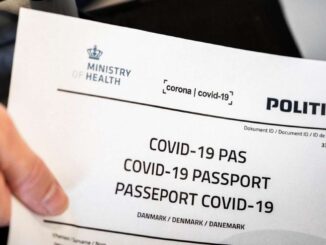 MINISTRY
OF HEALTH
corona | covid-19
POLITI
Dokument ID / Document ID / ID de
COVID-19 PAS
COVID-19 PASSPORT
PASSEPORT COVID-19
DANMARK / DENMARK / DANEMARK